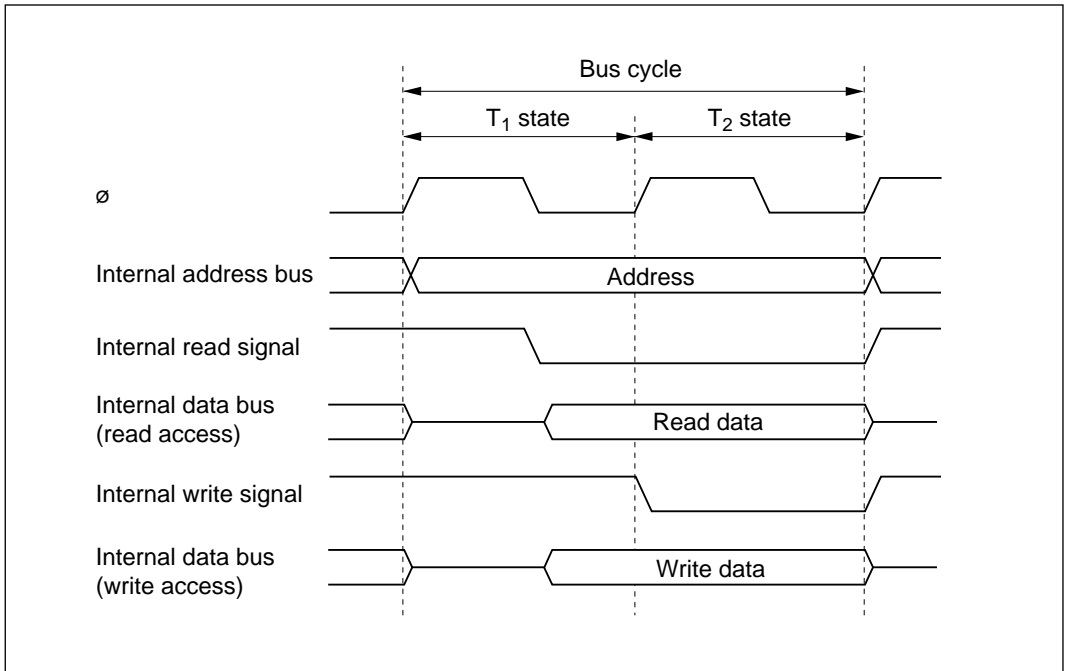 Bus cycle
T₁ state
T₂ state
ø
Internal address bus
Address
Internal read signal
Internal data bus
(read access)
Read data
Internal write signal
Internal data bus
(write access)
Write data